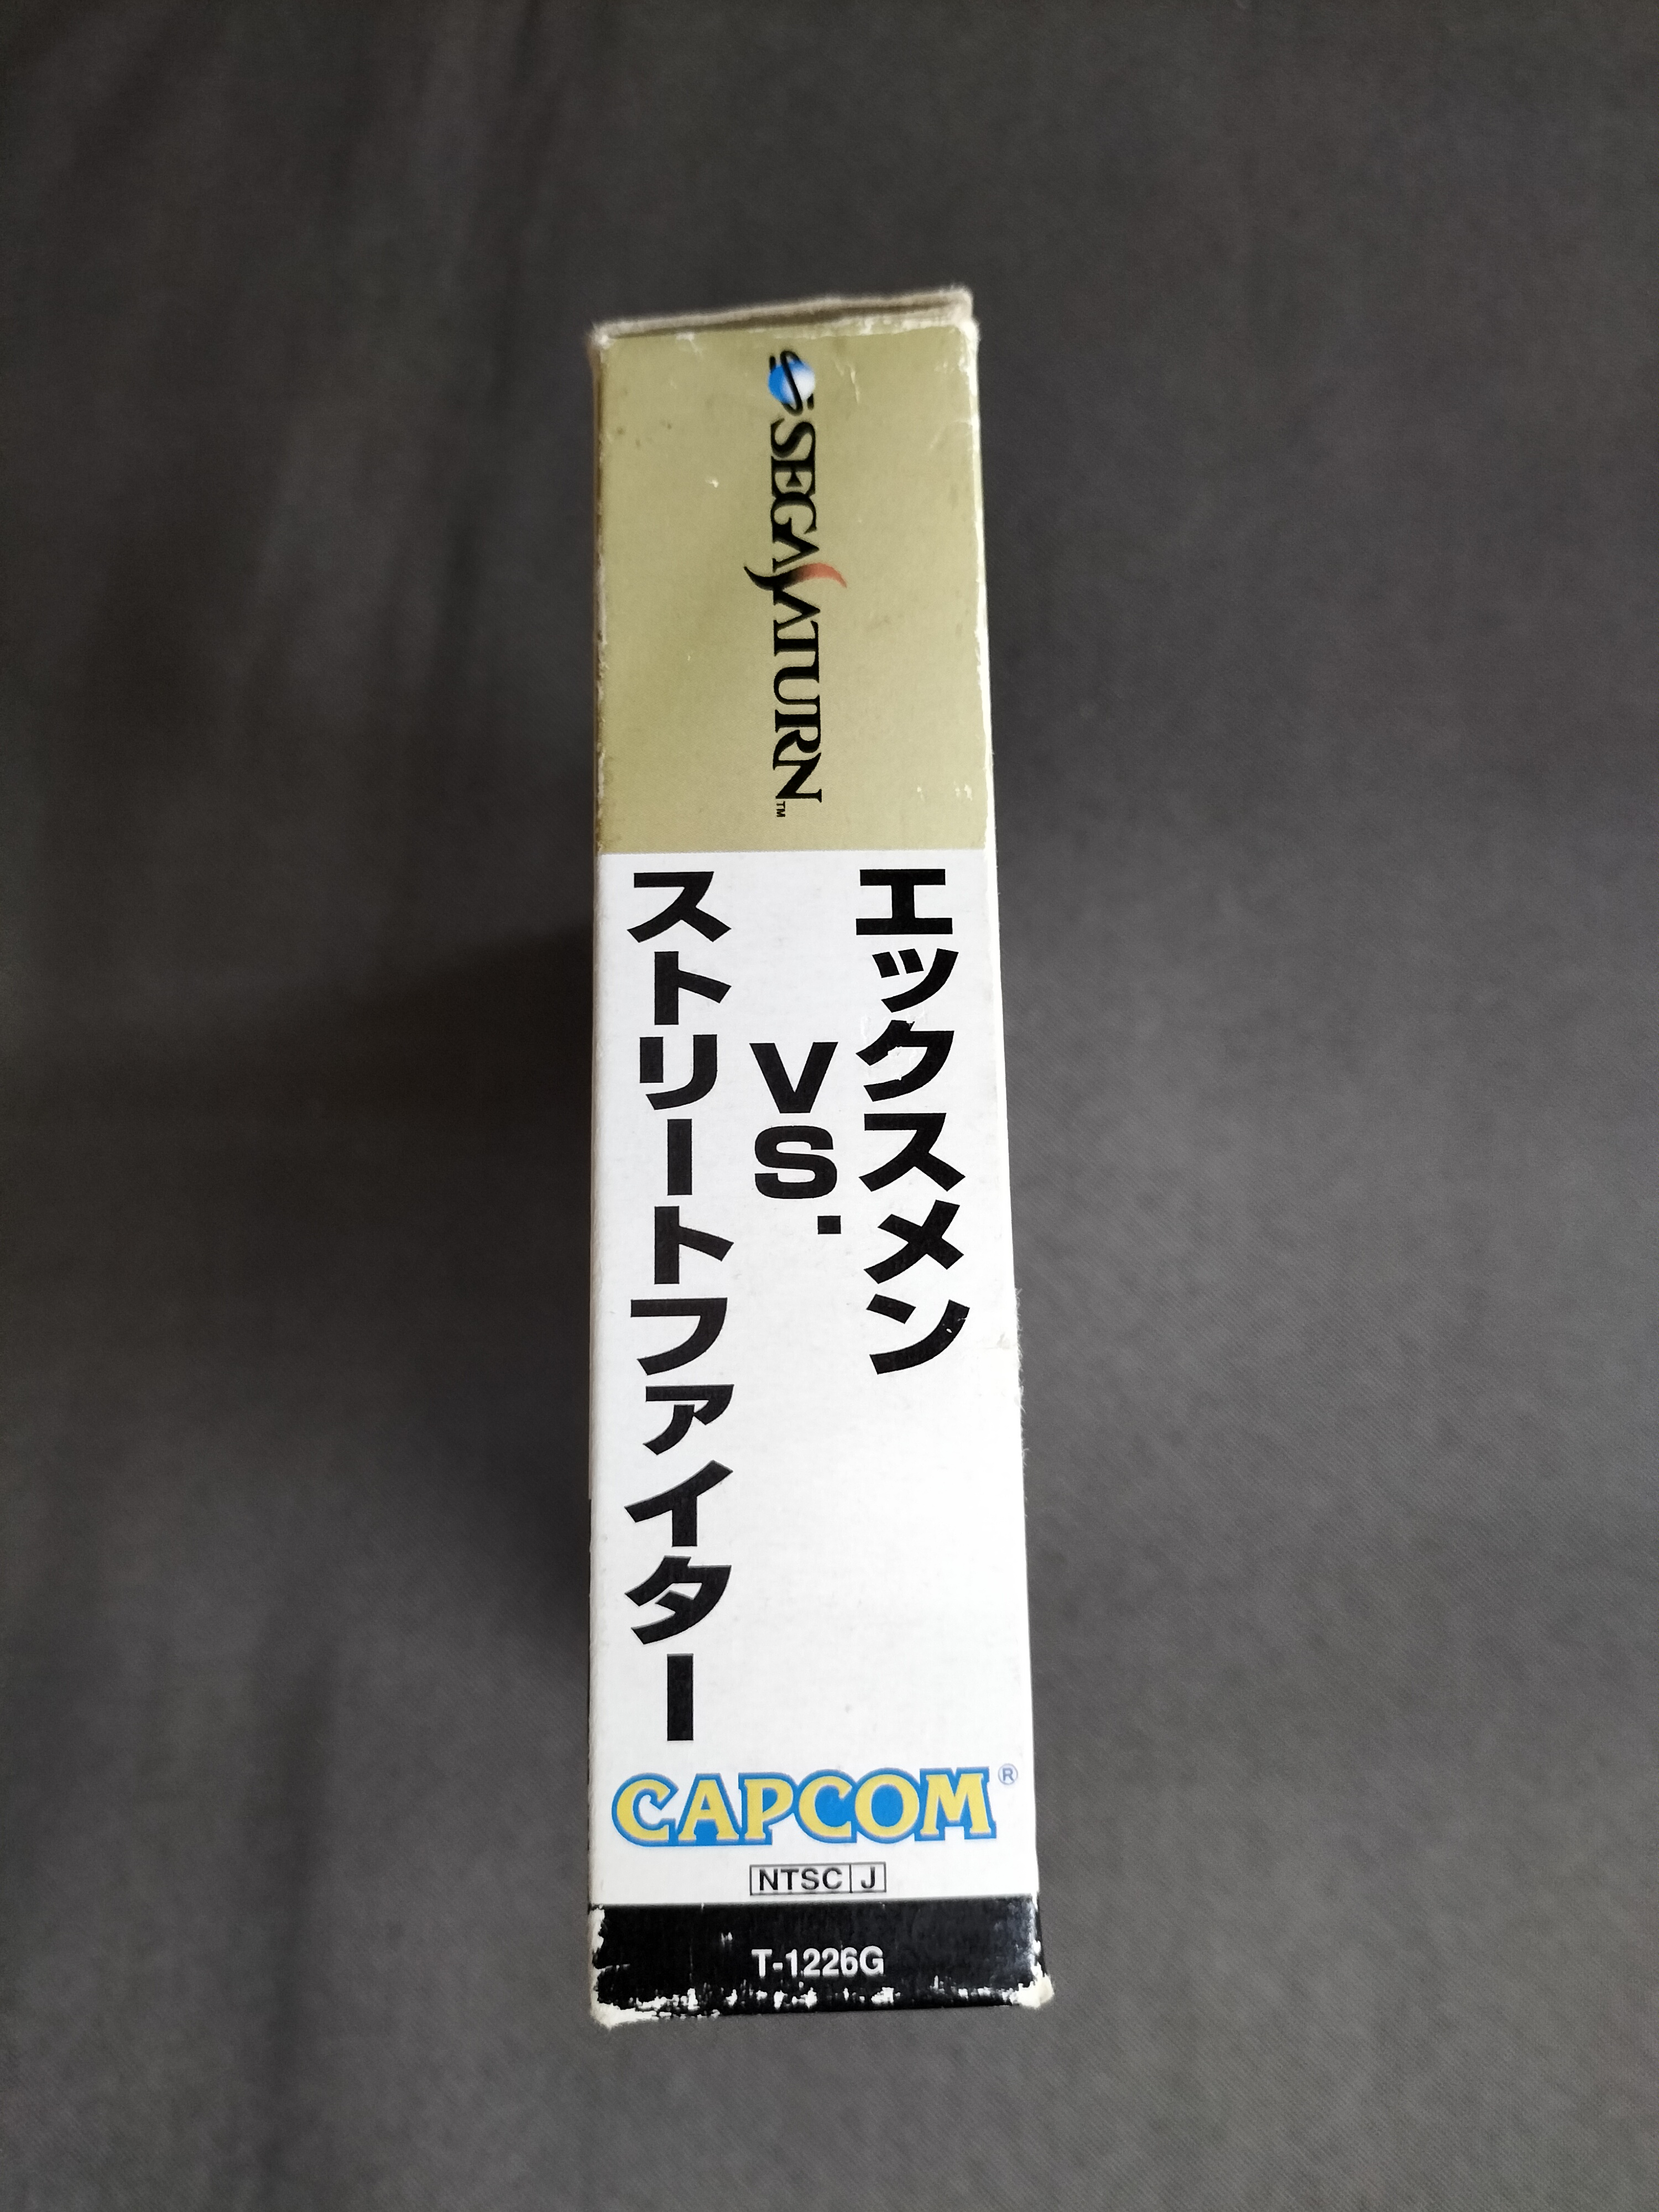 SEGA SATURN™
エックスメン
VS.
ストリートファイター
CAPCOM®
NTSC J
T-1226G